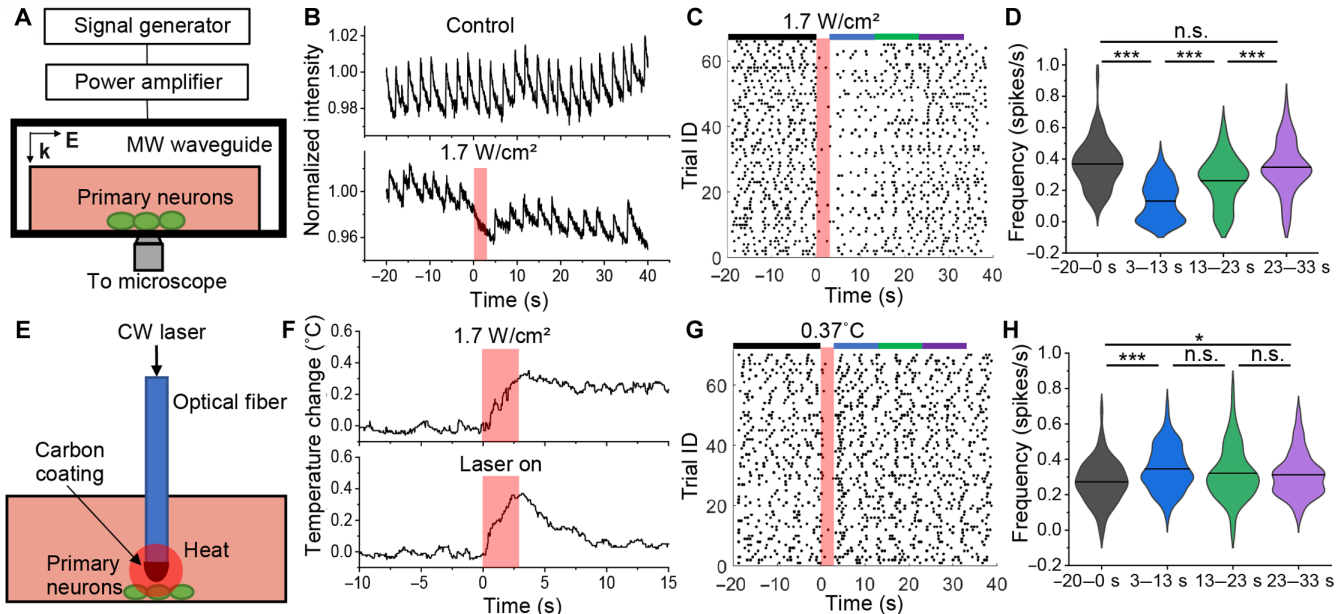 A
Signal generator
Power amplifier
E
k
MW waveguide
Primary neurons
To microscope
B
Control
1.02
1.00
0.98
Normalized intensity
1.7 W/cm²
1.00
0.96
−20 −10 0 10 20 30 40
Time (s)
C
1.7 W/cm²
60
40
20
0
Trial ID
−20 −10 0 10 20 30 40
Time (s)
D
n.s.
*** *** ***
1.0
0.8
0.6
0.4
0.2
0.0
−0.2
Frequency (spikes/s)
−20–0 s 3–13 s 13–23 s 23–33 s
E
CW laser
Optical fiber
Carbon
coating
Heat
Primary
neurons
F
1.7 W/cm²
0.6
0.4
0.2
0.0
Temperature change (°C)
Laser on
0.6
0.4
0.2
0.0
−10 −5 0 5 10 15
Time (s)
G
0.37°C
60
40
20
0
Trial ID
−20 −10 0 10 20 30 40
Time (s)
H
*
*** n.s. n.s.
1.0
0.8
0.6
0.4
0.2
0.0
−0.2
Frequency (spikes/s)
−20–0 s 3–13 s 13–23 s 23–33 s